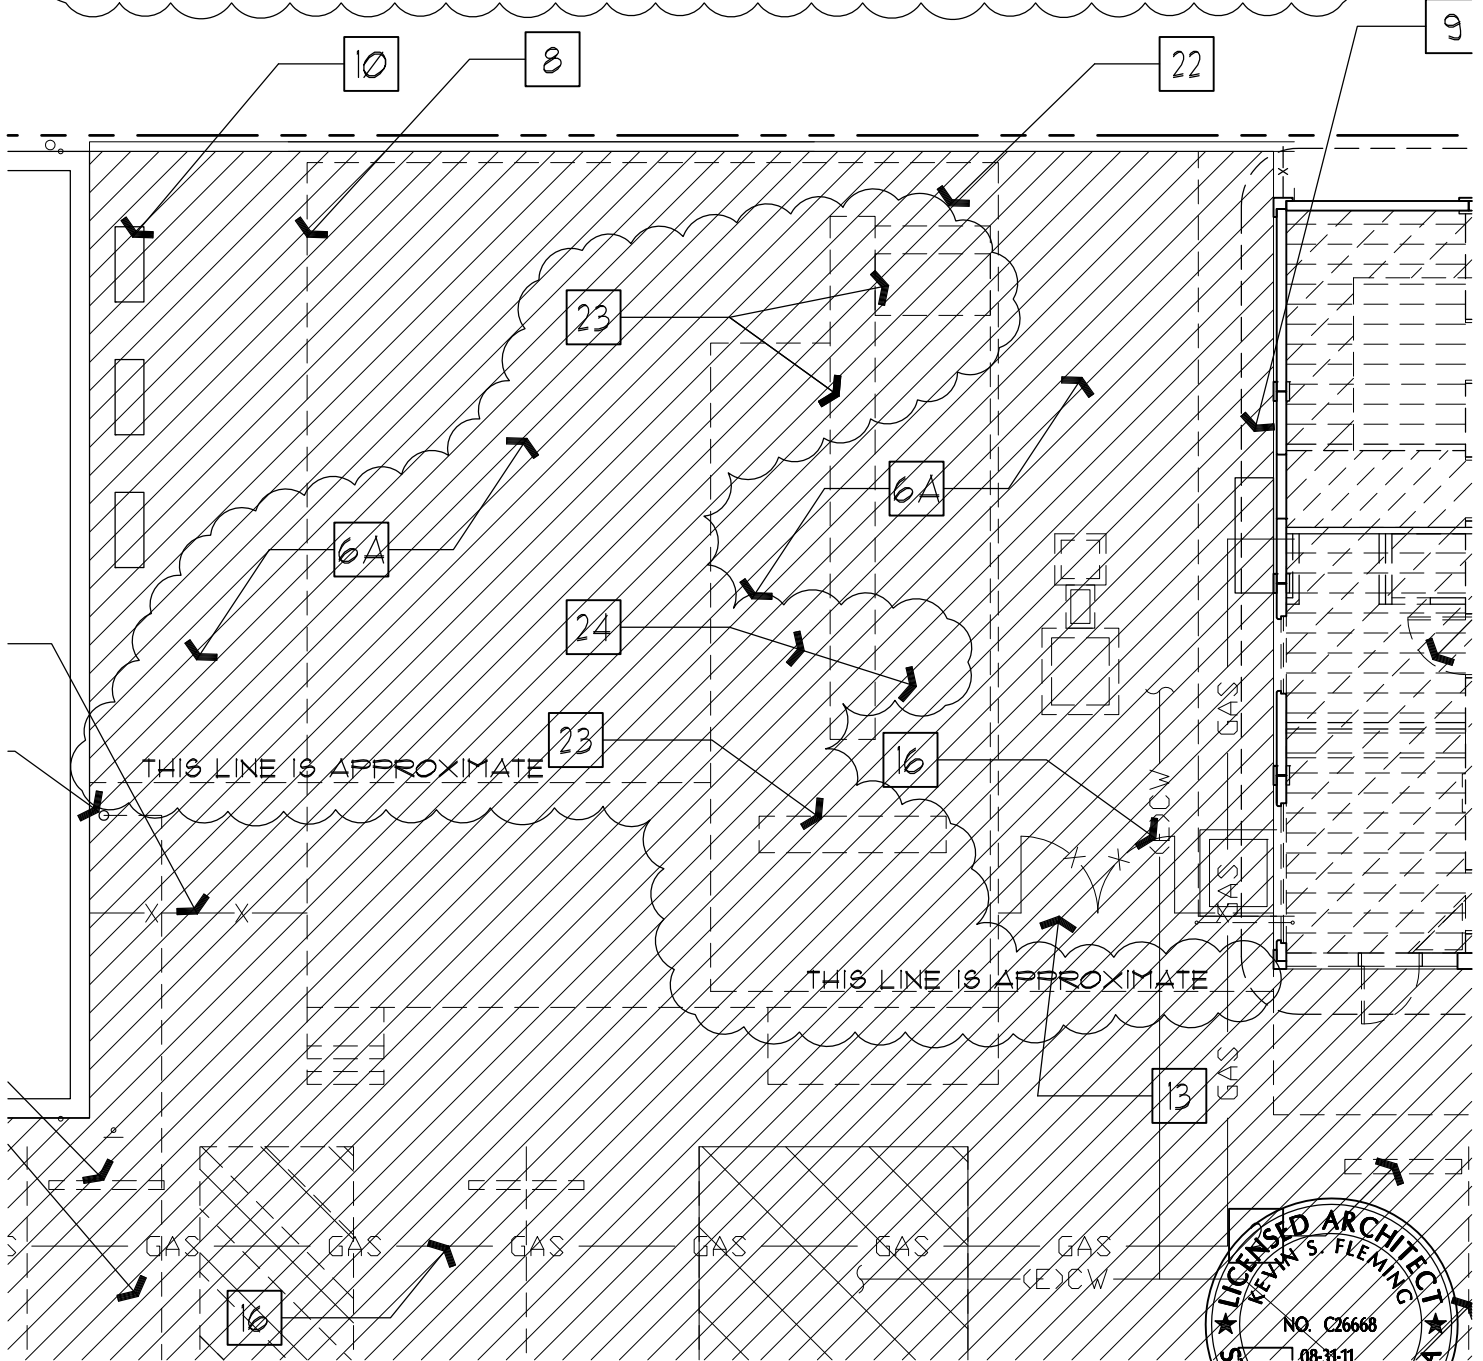 9
10
8
22
23
6A
6A
24
23
16
THIS LINE IS APPROXIMATE
GAS
(E)CW
GAS
THIS LINE IS APPROXIMATE
GAS
13
GAS GAS GAS GAS GAS GAS
(E)CW
16
LICENSED ARCHITECT
KEVIN S. FLEMING
NO. C26668
08-31-11